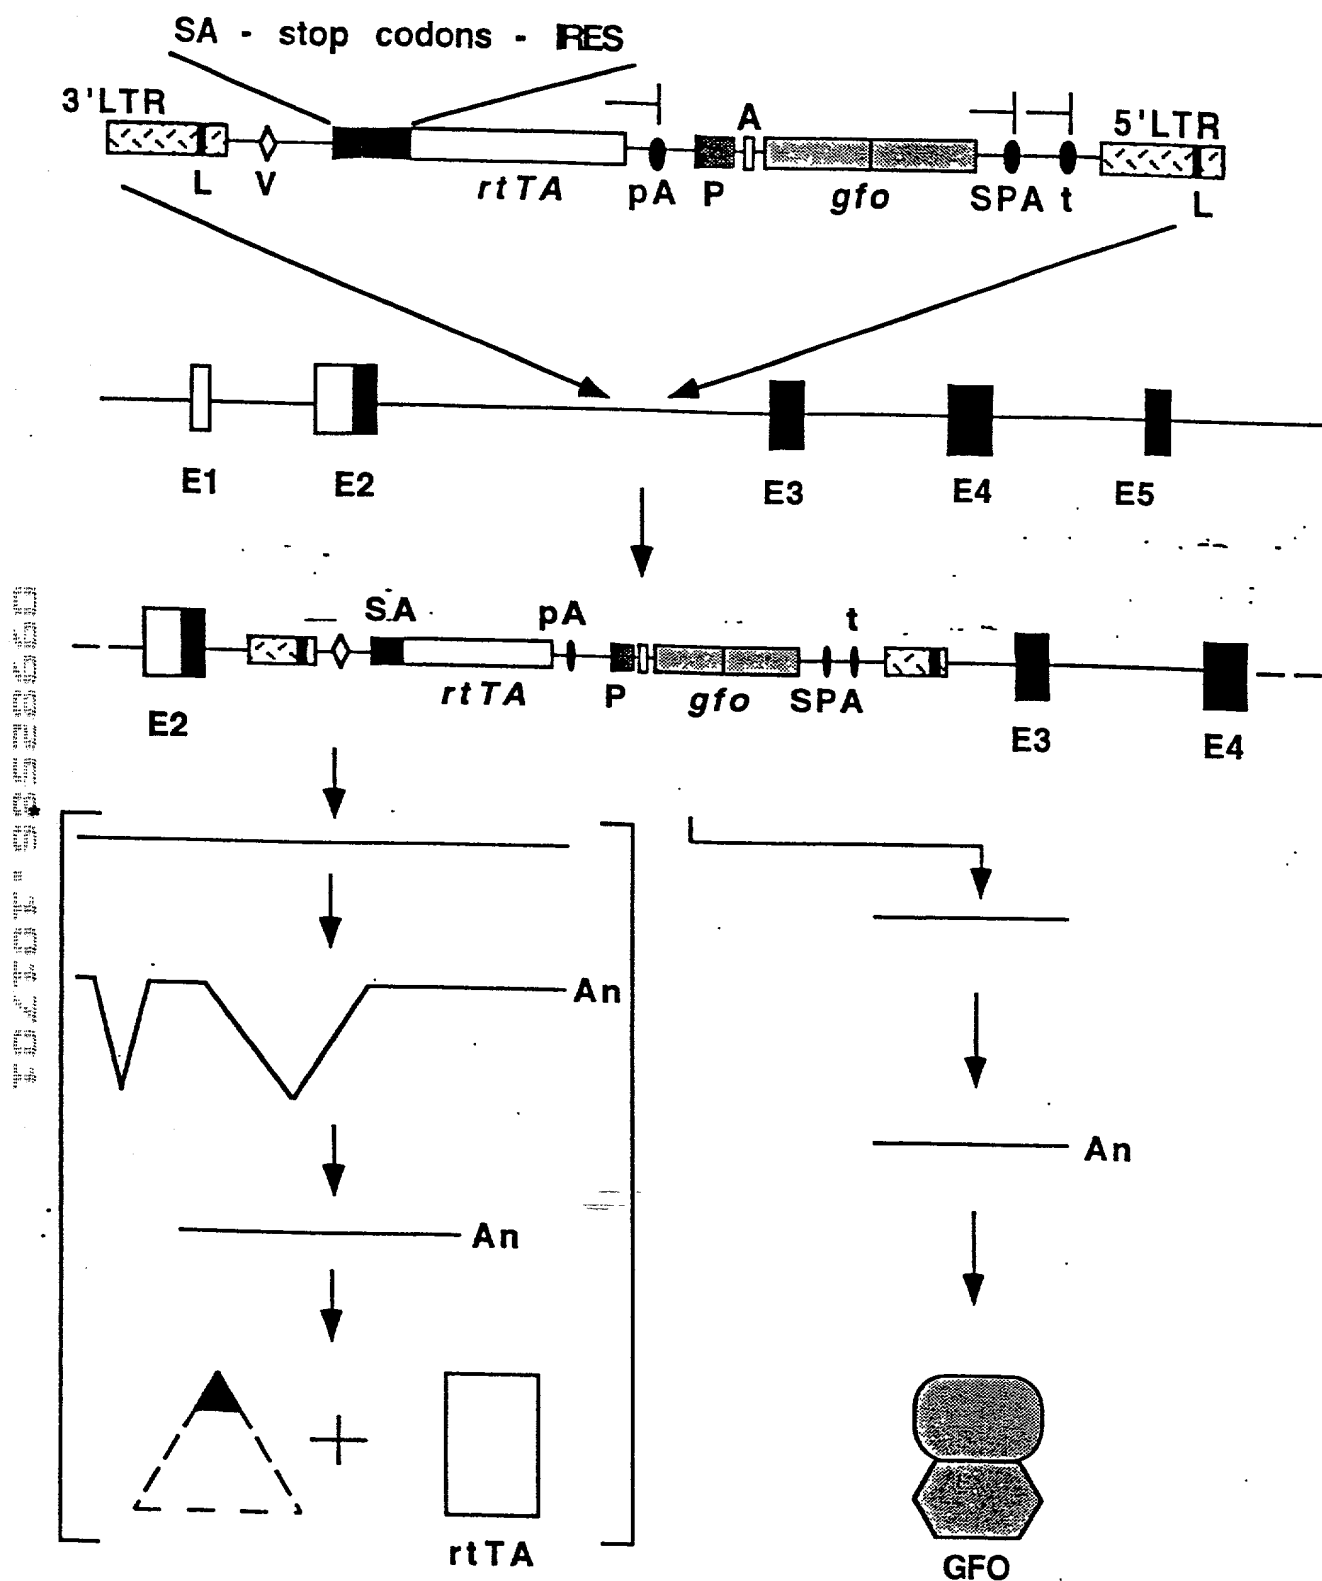 SA - stop codons - IRES
3'LTR
A
5'LTR
L V rtTA pA P gfo SPA t L
E1 E2 E3 E4 E5
SA pA t
rtTA P gfo SPA
E2 E3 E4
An
An
An
rtTA
GFO